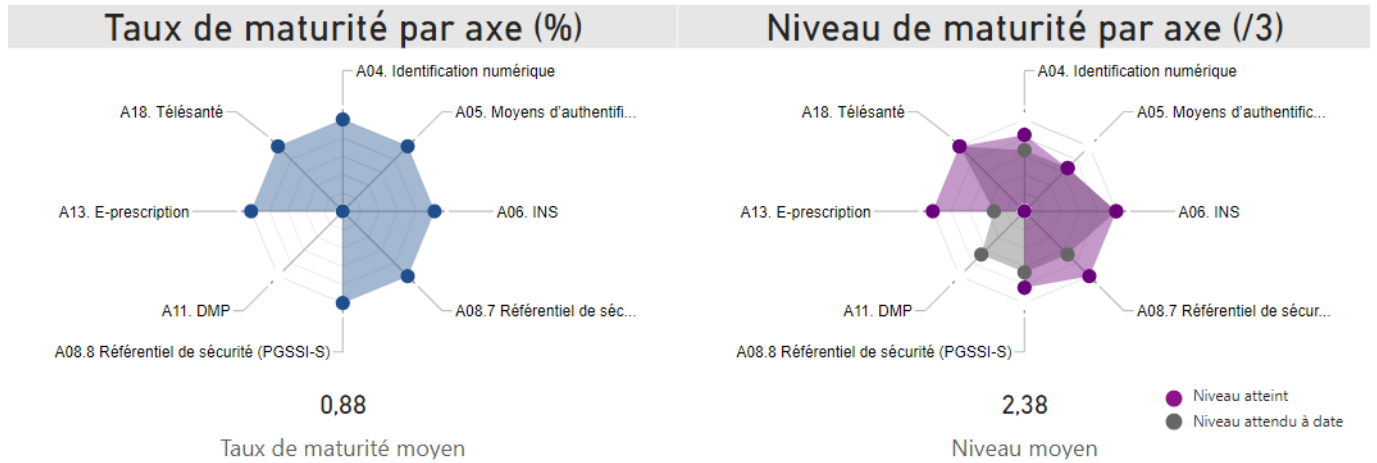 Taux de maturité par axe (%)
A04. Identification numérique
A18. Télésanté
A05. Moyens d'authentifi...
A13. E-prescription
A06. INS
A11. DMP
A08.7 Référentiel de séc...
A08.8 Référentiel de sécurité (PGSSI-S)
0,88
Taux de maturité moyen
Niveau de maturité par axe (/3)
A04. Identification numérique
A18. Télésanté
A05. Moyens d'authentific...
A13. E-prescription
A06. INS
A11. DMP
A08.7 Référentiel de sécur...
A08.8 Référentiel de sécurité (PGSSI-S)
2,38
Niveau moyen
Niveau atteint
Niveau attendu à date